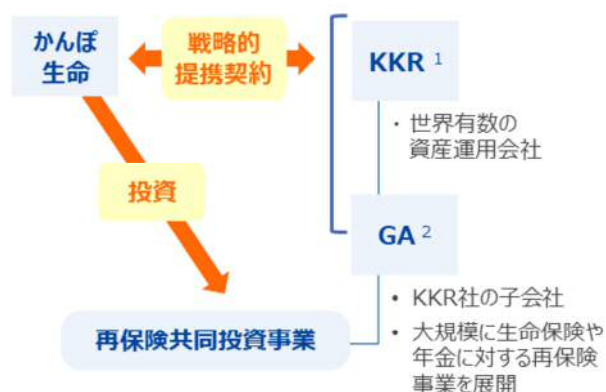 かんぽ
生命
戦略的
提携契約
KKR 1
・世界有数の
資産運用会社
投資
GA 2
• KKR社の子会社
• 大規模に生命保険や
年金に対する再保険
事業を展開
再保険共同投資事業